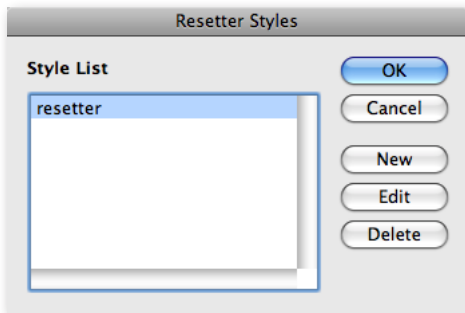 Resetter Styles
Style List
resetter
OK
Cancel
New
Edit
Delete